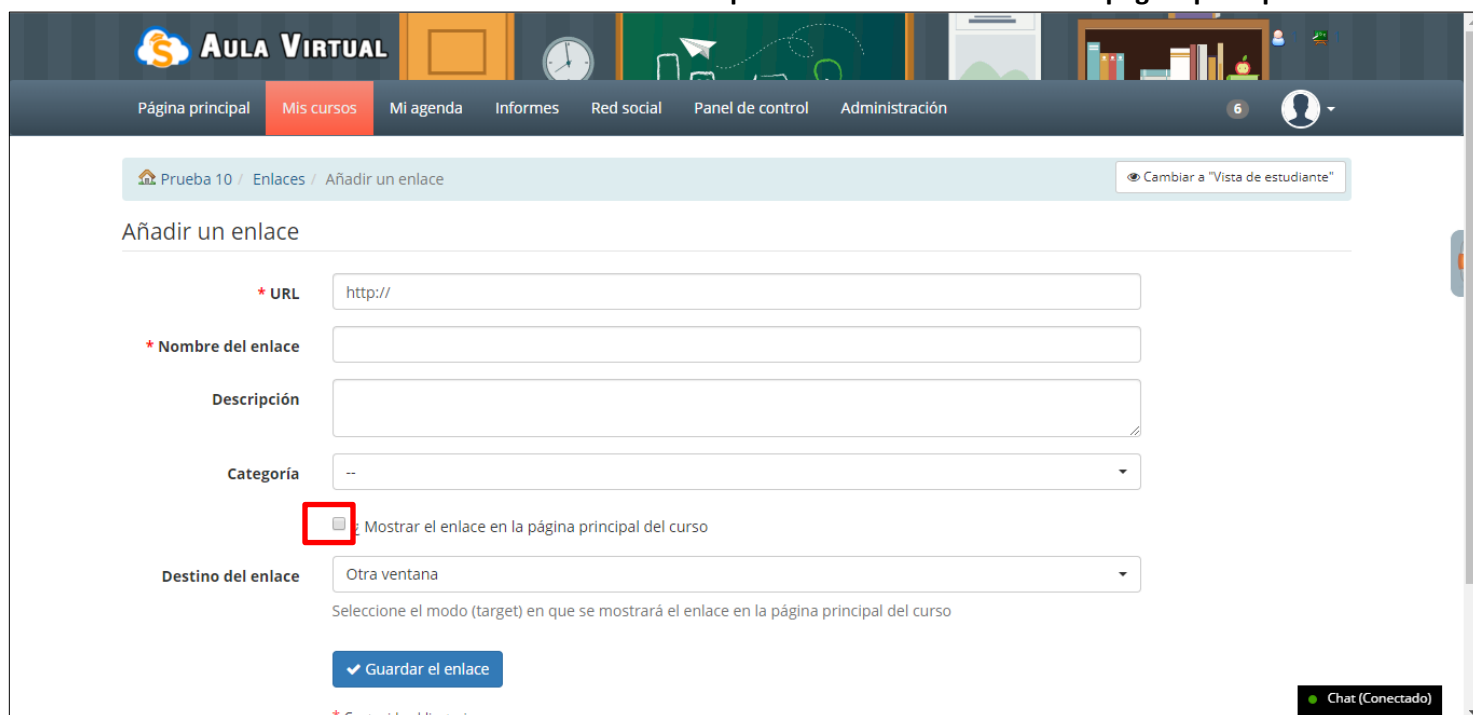 AULA VIRTUAL
Página principal Mis cursos Mi agenda Informes Red social Panel de control Administración 6
Prueba 10 / Enlaces / Añadir un enlace
Cambiar a "Vista de estudiante"
Añadir un enlace
* URL http://
* Nombre del enlace
Descripción
Categoría --
¿ Mostrar el enlace en la página principal del curso
Destino del enlace Otra ventana
Seleccione el modo (target) en que se mostrará el enlace en la página principal del curso
Guardar el enlace
Chat (Conectado)